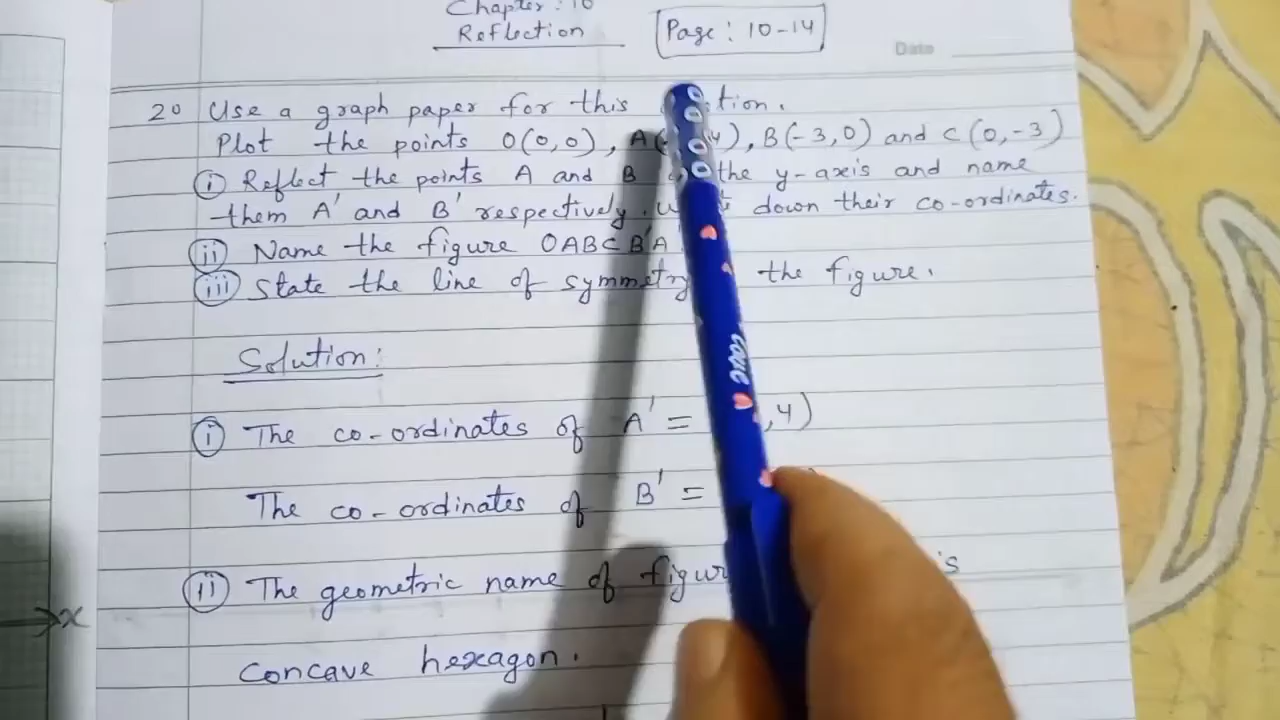 Chapter: 10
Reflection
Page: 10-14
Date
20 Use a graph paper for this
Plot the points O(0,0), A( 4), B(-3,0) and C(0,-3)
(i) Reflect the points A and B the y-axis and name
them A' and B' respectively. down their co-ordinates.
(ii) Name the figure OABCB'A
(iii) State the line of symmetry the figure.
Solution:
(i) The co-ordinates of A' = ,4)
The co-ordinates of B' =
(ii) The geometric name of is
Concave hexagon.
x
love